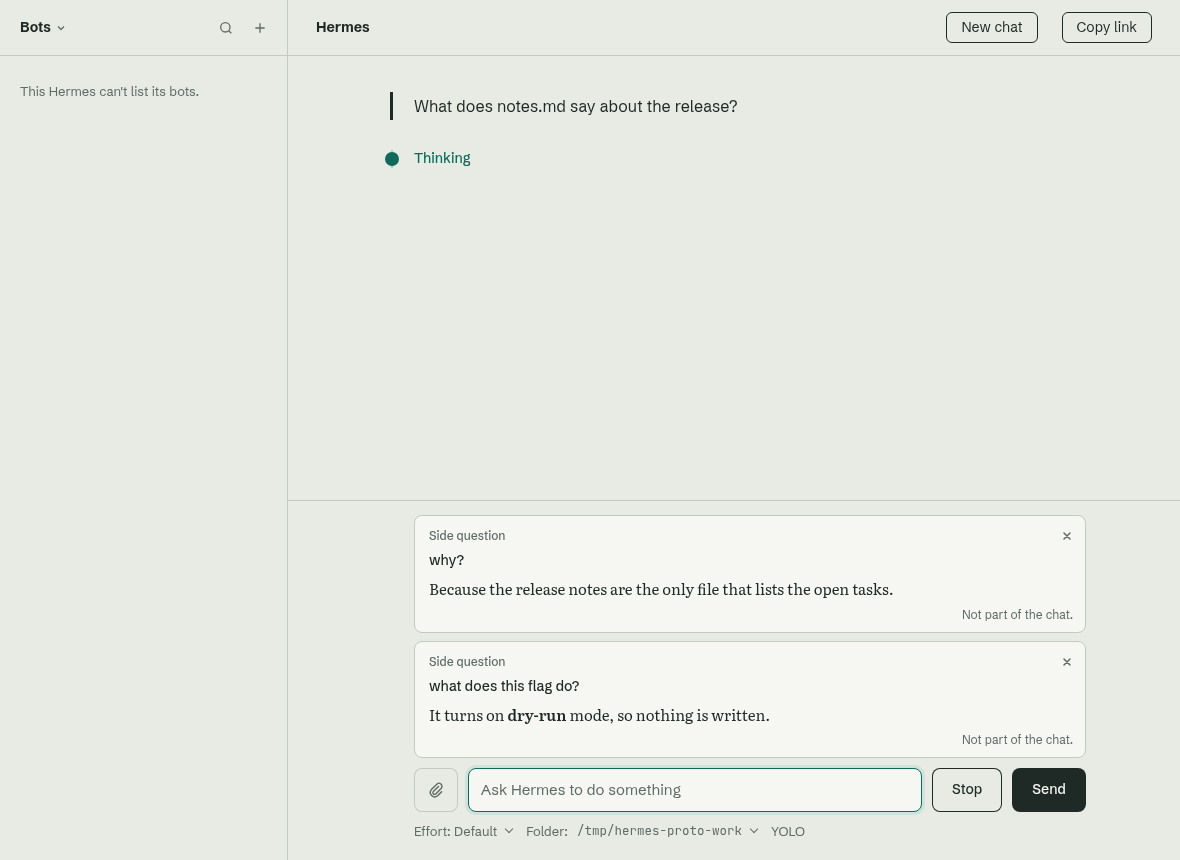 Bots
Hermes
New chat
Copy link
This Hermes can't list its bots.
What does notes.md say about the release?
Thinking
Side question
why?
Because the release notes are the only file that lists the open tasks.
Not part of the chat.
Side question
what does this flag do?
It turns on dry-run mode, so nothing is written.
Not part of the chat.
Ask Hermes to do something
Stop
Send
Effort: Default
Folder: /tmp/hermes-proto-work
YOLO